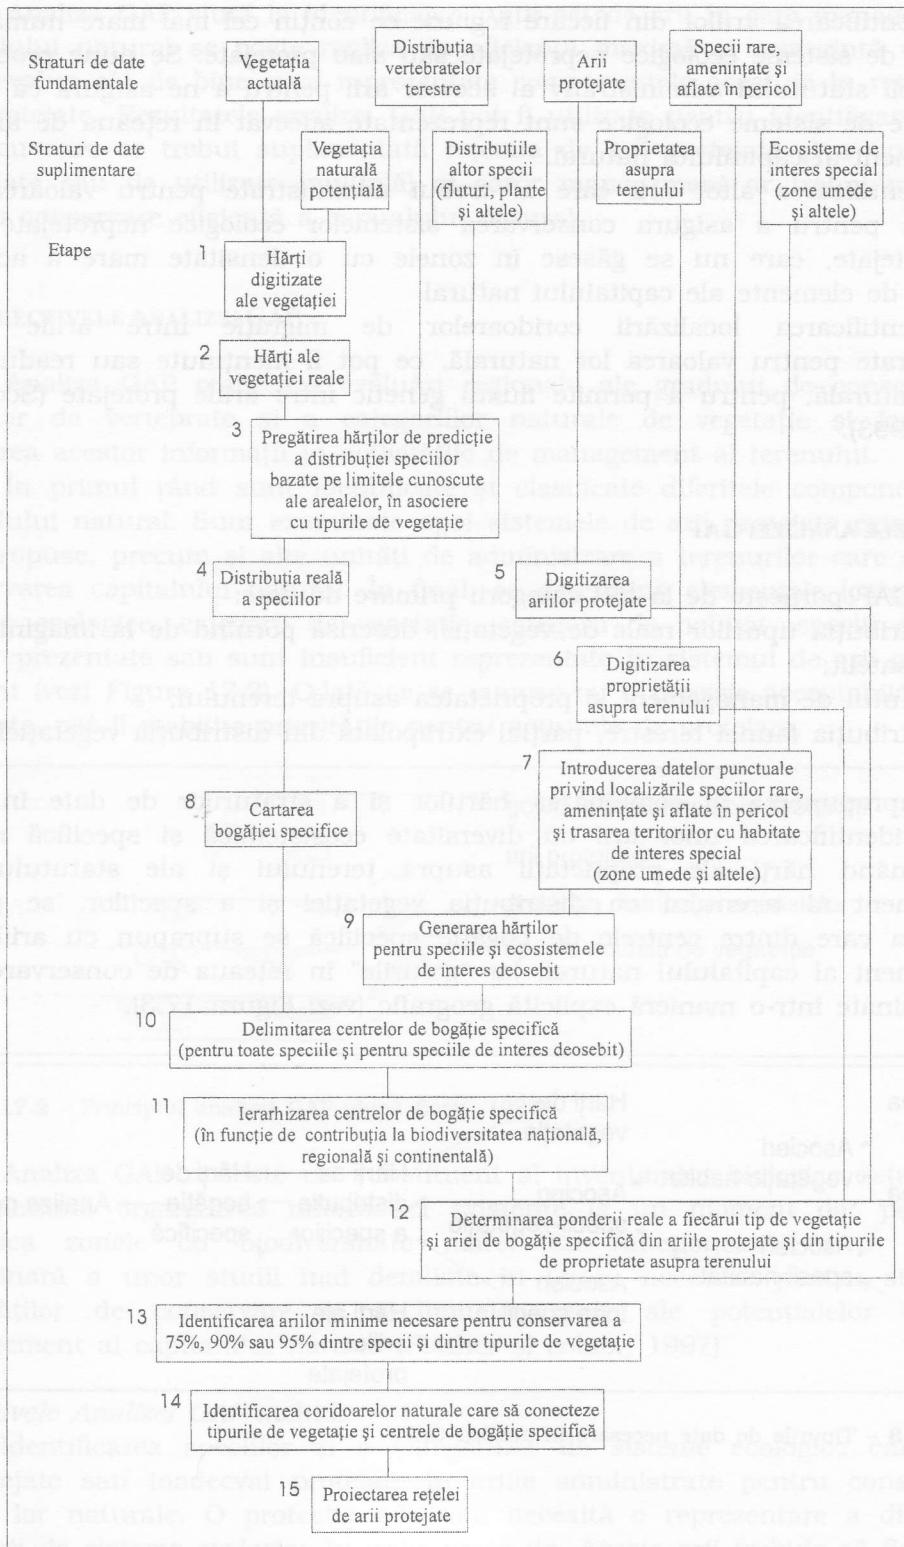 Straturi de date
fundamentale
Vegetația
actuală
Distribuția
vertebratelor
terestre
Arii
protejate
Specii rare,
amenințate și
aflate în pericol
Straturi de date
suplimentare
Vegetația
naturală
potențială
Distribuțiile
altor specii
(fluturi, plante
și altele)
Proprietatea
asupra
terenului
Ecosisteme de
interes special
(zone umede
și altele)
Etape
1
Hărți
digitizate
ale vegetației
2
Hărți ale
vegetației reale
3
Pregătirea hărților de predicție
a distribuției speciilor
bazate pe limitele cunoscute
ale arealelor, în asociere
cu tipurile de vegetație
4
Distribuția reală
a speciilor
5
Digitizarea
ariilor protejate
6
Digitizarea
proprietății
asupra terenului
7
Introducerea datelor punctuale
privind localizările speciilor rare,
amenințate și aflate în pericol
și trasarea teritoriilor cu habitate
de interes special
(zone umede și altele)
8
Cartarea
bogăției specifice
9
Generarea hărților
pentru speciile și ecosistemele
de interes deosebit
10
Delimitarea centrelor de bogăție specifică
(pentru toate speciile și pentru speciile de interes deosebit)
11
Ierarhizarea centrelor de bogăție specifică
(în funcție de contribuția la biodiversitatea națională,
regională și continentală)
12
Determinarea ponderii reale a fiecărui tip de vegetație
și arii de bogăție specifică din ariile protejate și din tipurile
de proprietate asupra terenului
13
Identificarea ariilor minime necesare pentru conservarea a
75%, 90% sau 95% dintre specii și dintre tipurile de vegetație
14
Identificarea coridoarelor naturale care să conecteze
tipurile de vegetație și centrele de bogăție specifică
15
Proiectarea rețelei
de arii protejate